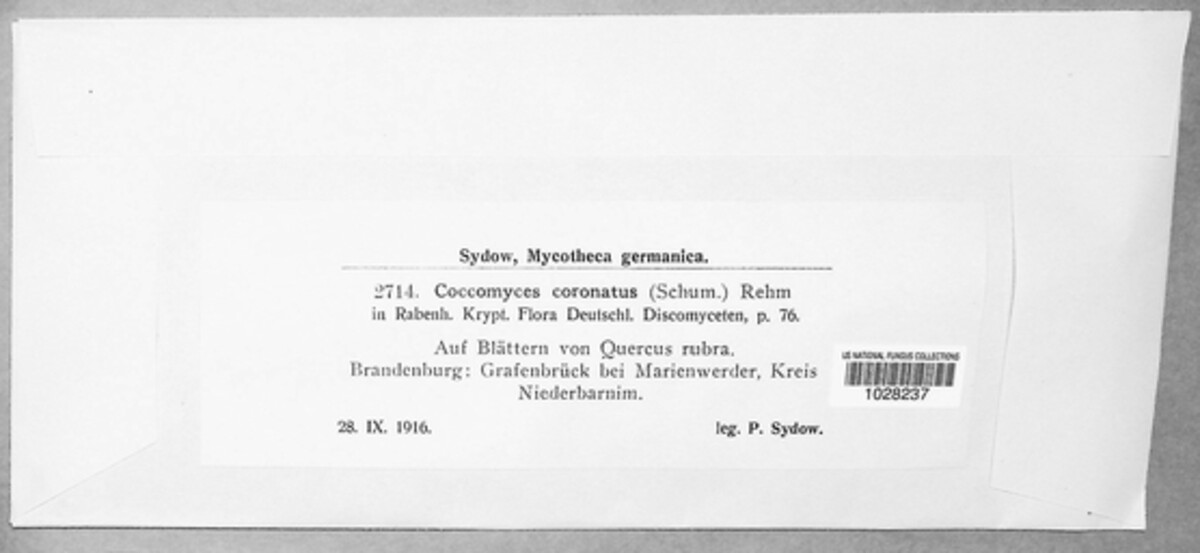 Sydow, Mycotheca germanica.
2714. Coccomyces coronatus (Schum.) Rehm
in Rabenh. Krypt. Flora Deutschl. Discomyceten, p. 76.
Auf Blättern von Quercus rubra.
Brandenburg: Grafenbrück bei Marienwerder, Kreis
Niederbarnim.
28. IX. 1916. leg. P. Sydow.
US NATIONAL FUNGUS COLLECTIONS
1028237